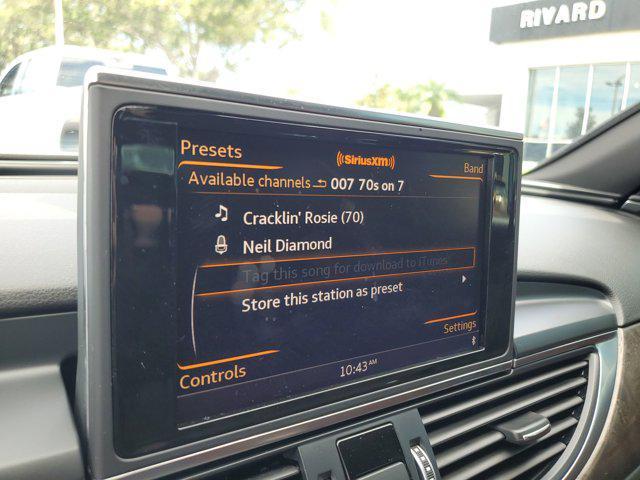 RIVARD
Presets
((SiriusXM))
Band
Available channels 007 70s on 7
Cracklin' Rosie (70)
Neil Diamond
Tag this song for download to iTunes
Store this station as preset
Settings
Controls
10:43 AM